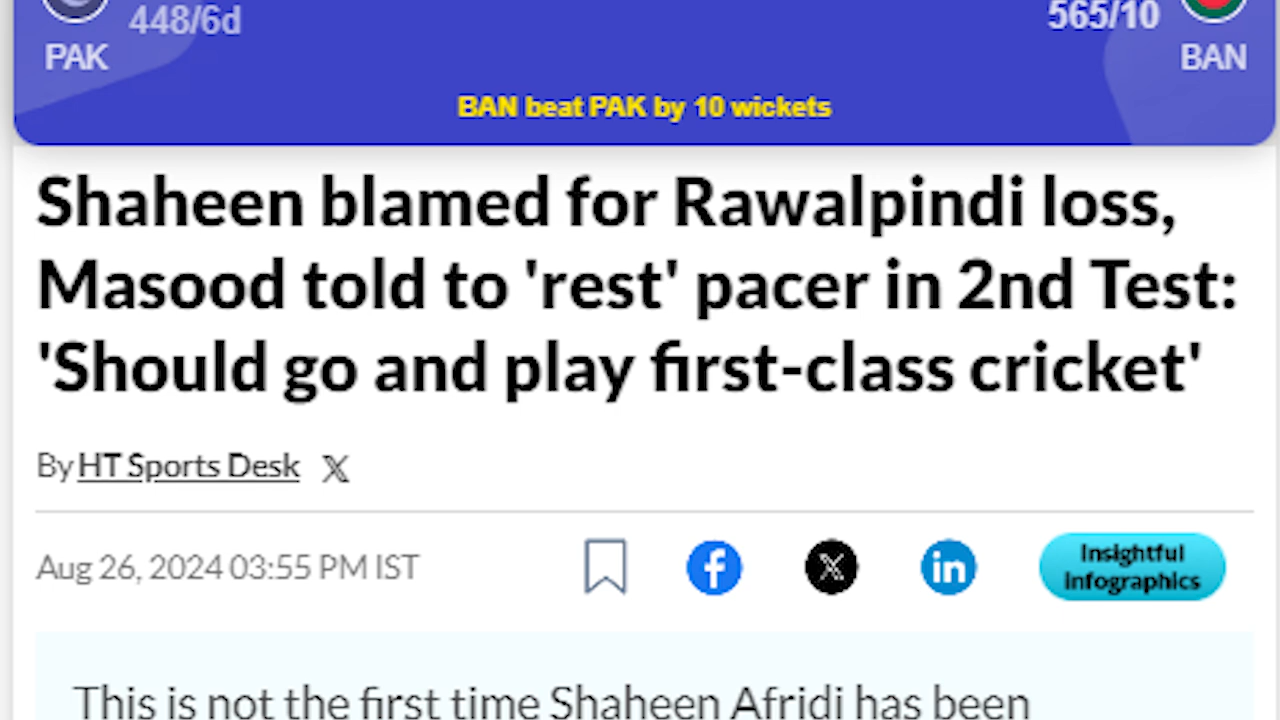 448/6d
565/10
PAK
BAN
BAN beat PAK by 10 wickets
Shaheen blamed for Rawalpindi loss,
Masood told to 'rest' pacer in 2nd Test:
'Should go and play first-class cricket'
By HT Sports Desk
Aug 26, 2024 03:55 PM IST
Insightful
Infographics
This is not the first time Shaheen Afridi has been